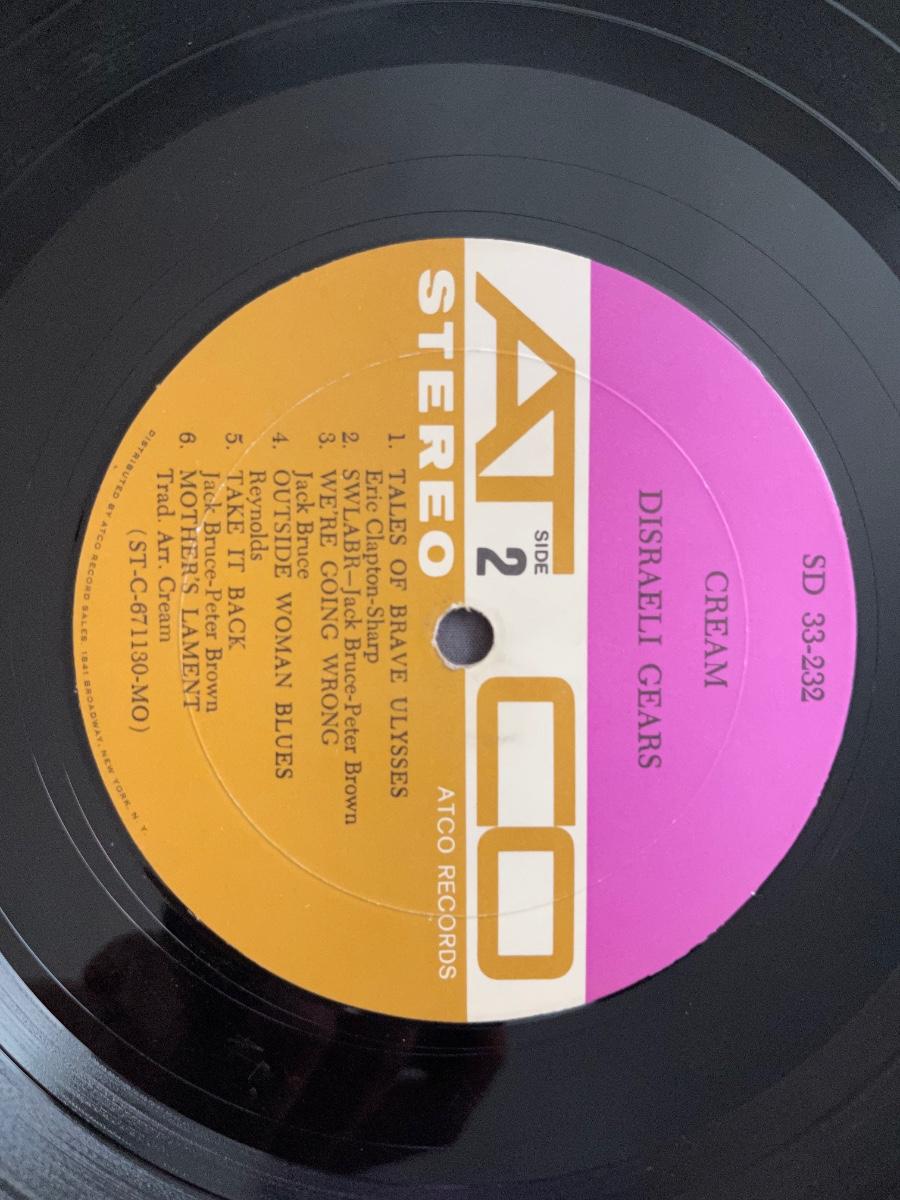 SD 33-232
CREAM
DISRAELI GEARS
ATCO
SIDE
2
STEREO
ATCO RECORDS
1. TALES OF BRAVE ULYSSES
Eric Clapton-Sharp
2. SWLABR—Jack Bruce-Peter Brown
3. WE'RE GOING WRONG
Jack Bruce
4. OUTSIDE WOMAN BLUES
Reynolds
5. TAKE IT BACK
Jack Bruce-Peter Brown
6. MOTHER'S LAMENT
Trad. Arr. Cream
(ST-C-671130-MO)
DISTRIBUTED BY ATCO RECORD SALES, 1841 BROADWAY, NEW YORK, N. Y.